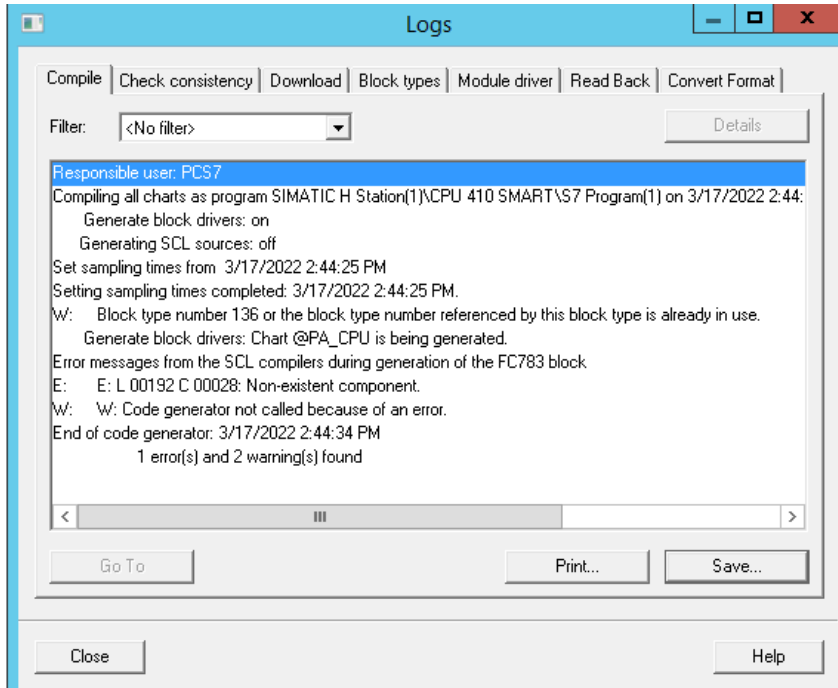 Logs
Compile Check consistency Download Block types Module driver Read Back Convert Format
Filter: <No filter> Details
Responsible user: PCS7
Compiling all charts as program SIMATIC H Station(1)\CPU 410 SMART\S7 Program(1) on 3/17/2022 2:44:
Generate block drivers: on
Generating SCL sources: off
Set sampling times from 3/17/2022 2:44:25 PM
Setting sampling times completed: 3/17/2022 2:44:25 PM.
W: Block type number 136 or the block type number referenced by this block type is already in use.
Generate block drivers: Chart @PA_CPU is being generated.
Error messages from the SCL compilers during generation of the FC783 block
E: E: L 00192 C 00028: Non-existent component.
W: W: Code generator not called because of an error.
End of code generator: 3/17/2022 2:44:34 PM
1 error(s) and 2 warning(s) found
Go To Print... Save...
Close Help